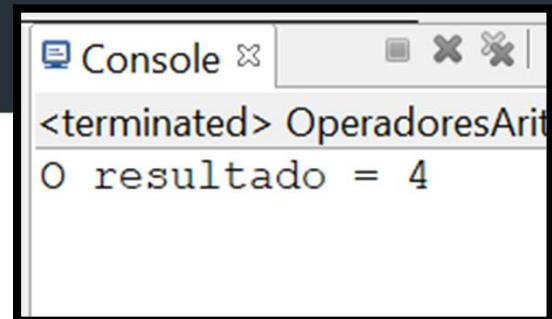 Console
<terminated> OperadoresArit
O resultado = 4